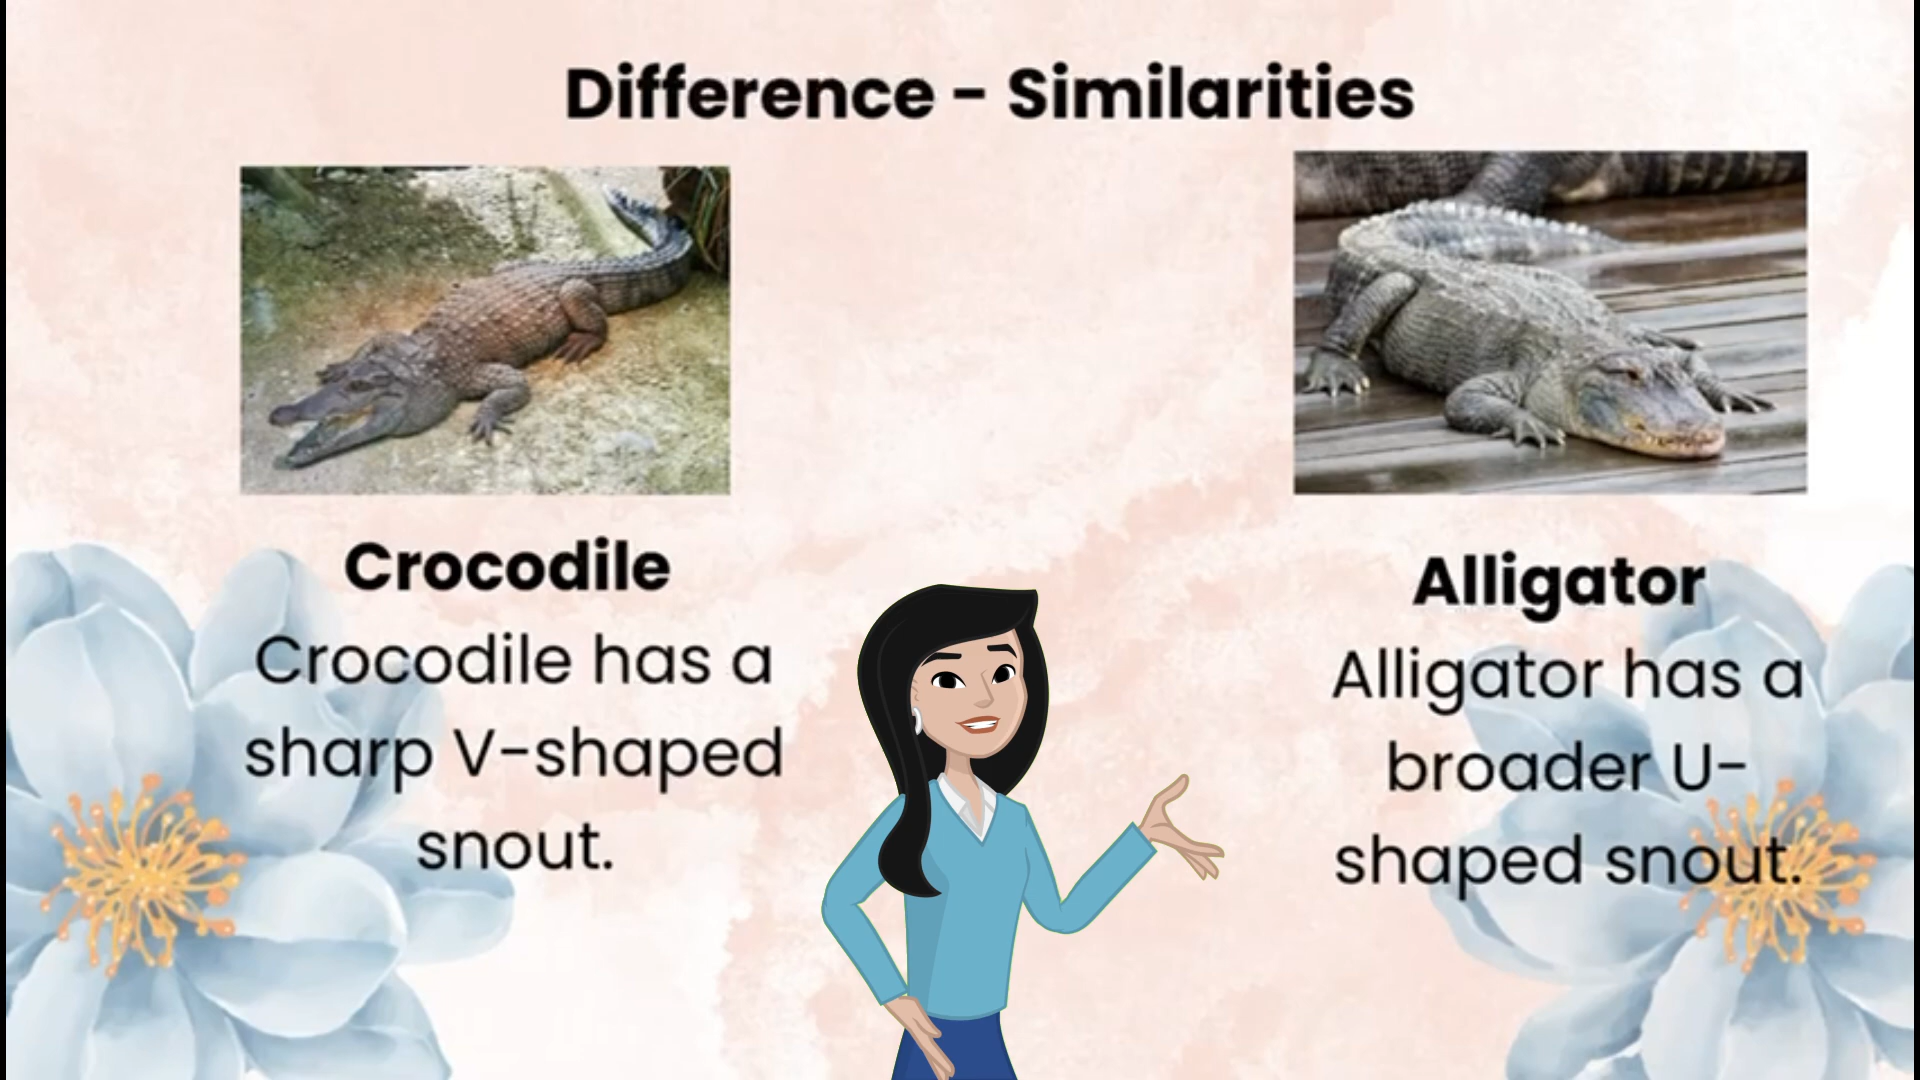 Difference - Similarities
Crocodile
Crocodile has a
sharp V-shaped
snout.
Alligator
Alligator has a
broader U-
shaped snout.